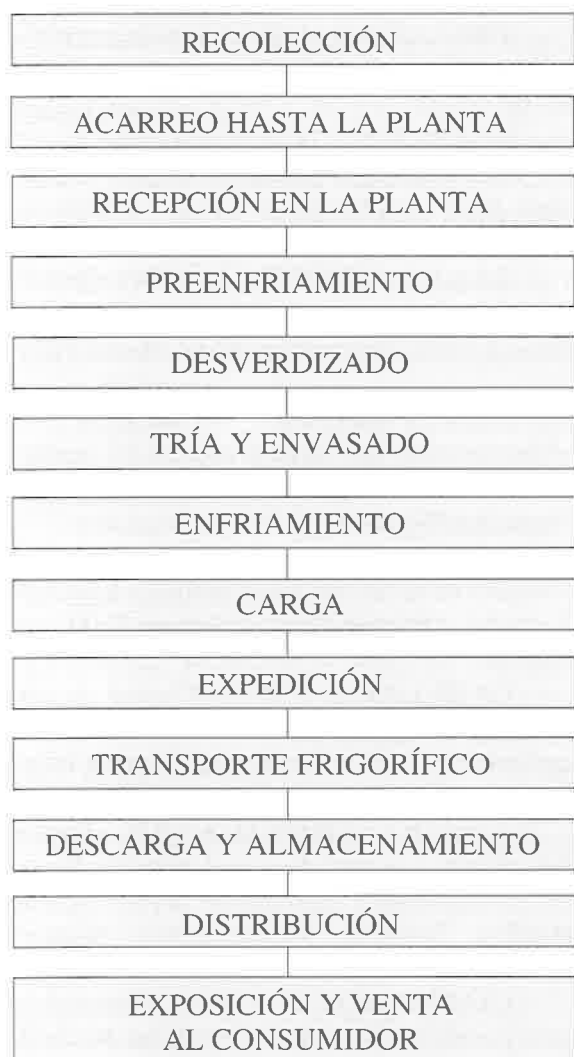 RECOLECCIÓN
ACARREO HASTA LA PLANTA
RECEPCIÓN EN LA PLANTA
PREENFRIAMIENTO
DESVERDIZADO
TRÍA Y ENVASADO
ENFRIAMIENTO
CARGA
EXPEDICIÓN
TRANSPORTE FRIGORÍFICO
DESCARGA Y ALMACENAMIENTO
DISTRIBUCIÓN
EXPOSICIÓN Y VENTA
AL CONSUMIDOR